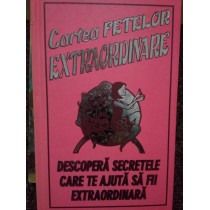 Cartea FETELOR
EXTRAORDINARE
DESCOPERĂ SECRETELE
CARE TE AJUTĂ SĂ FII
EXTRAORDINARĂ